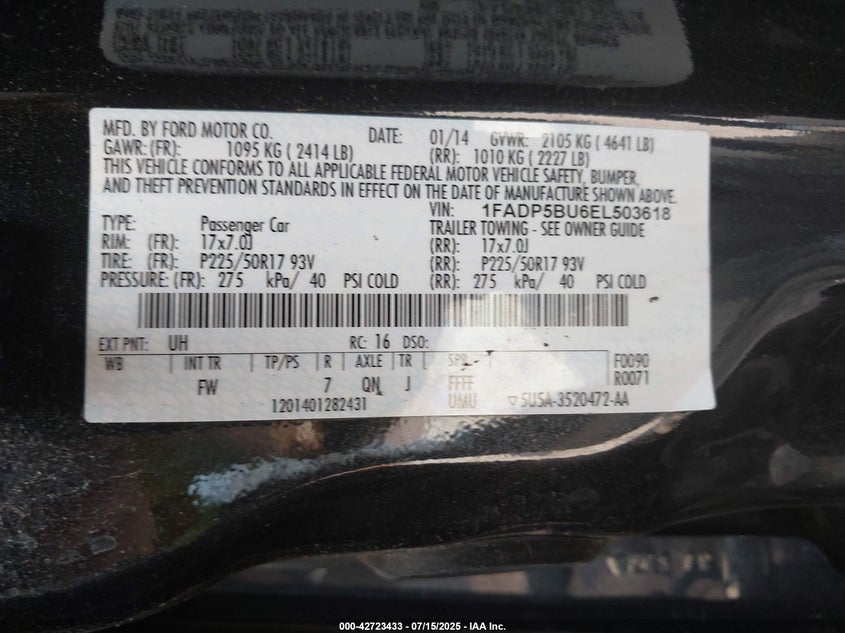 MFD. BY FORD MOTOR CO. DATE: 01/14 GVWR: 2105 KG ( 4641 LB)
GAWR: (FR): 1095 KG ( 2414 LB) (RR): 1010 KG ( 2227 LB)
THIS VEHICLE CONFORMS TO ALL APPLICABLE FEDERAL MOTOR VEHICLE SAFETY, BUMPER,
AND THEFT PREVENTION STANDARDS IN EFFECT ON THE DATE OF MANUFACTURE SHOWN ABOVE.
VIN: 1FADP5BU6EL503618
TYPE: Passenger Car TRAILER TOWING - SEE OWNER GUIDE
RIM: (FR): 17x7.0J (RR): 17x7.0J
TIRE: (FR): P225/50R17 93V (RR): P225/50R17 93V
PRESSURE: (FR): 275 kPa/ 40 PSI COLD (RR): 275 kPa/ 40 PSI COLD
EXT PNT: UH RC: 16 DSO:
WB INT TR TP/PS R AXLE TR SPR F0090
FW 7 QN J FFFF R0071
1201401282431 UMU 5USA-3520472-AA
000-42723433 - 07/15/2025 - IAA Inc.